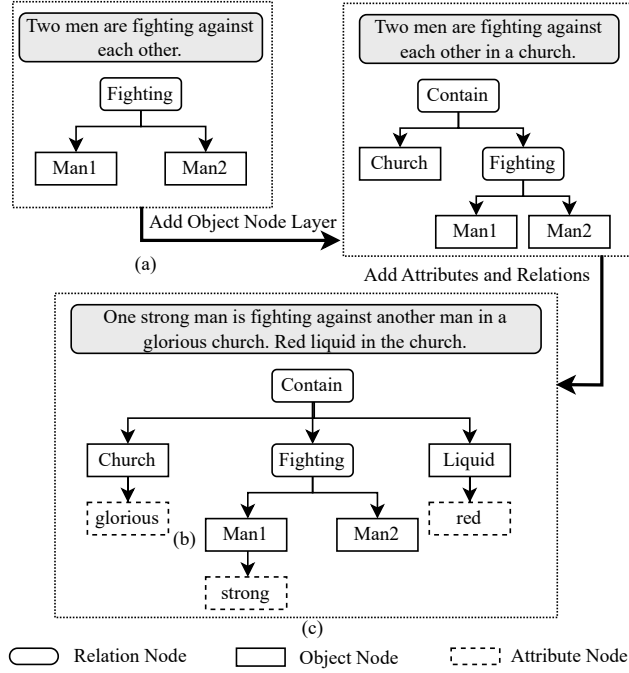 Two men are fighting against
each other.
Fighting
Man1
Man2
Add Object Node Layer
(a)
Two men are fighting against
each other in a church.
Contain
Church
Fighting
Man1
Man2
Add Attributes and Relations
One strong man is fighting against another man in a
glorious church. Red liquid in the church.
Contain
Church
Fighting
Liquid
glorious
red
(b)
Man1
Man2
strong
(c)
Relation Node
Object Node
Attribute Node